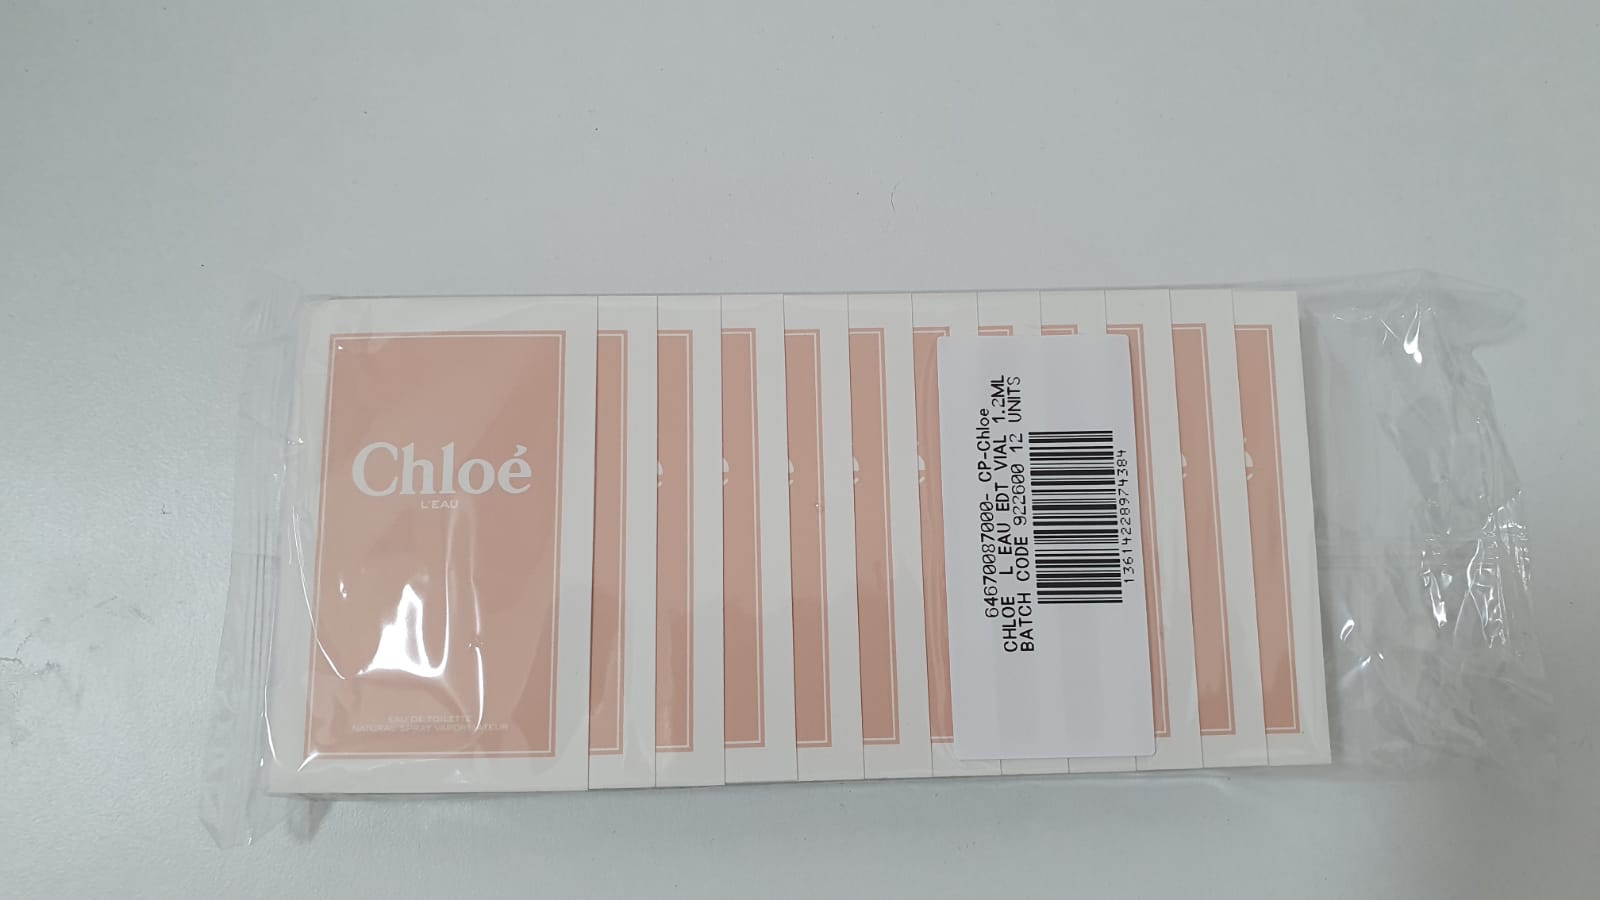 Chloé
L'EAU
EAU DE TOILETTE
NATURAL SPRAY VAPORISATEUR
é
é
é
é
é
é
é
64670087000- CP-Chloe
CHLOE L EAU EDT VIAL 1.2ML
BATCH CODE 922600 12 UNITS
13614228974384